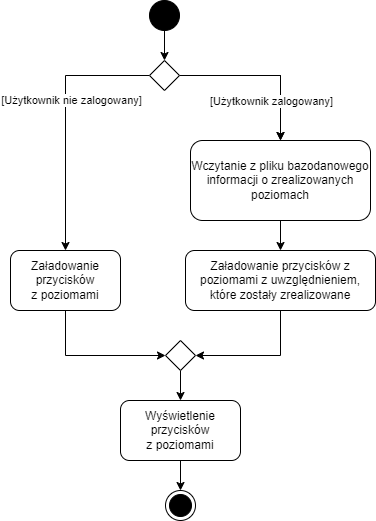 [Użytkownik nie zalogowany]
[Użytkownik zalogowany]
Wczytanie z pliku bazodanowego
informacji o zrealizowanych
poziomach
Załadowanie
przycisków
z poziomami
Załadowanie przycisków z
poziomami z uwzględnieniem,
które zostały zrealizowane
Wyświetlenie
przycisków
z poziomami